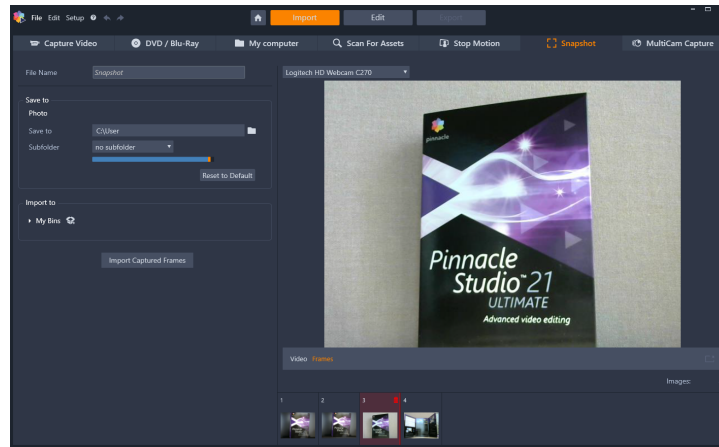 File Edit Setup
Import Edit Export
Capture Video DVD / Blu-Ray My computer Scan For Assets Stop Motion Snapshot MultiCam Capture
File Name Snapshot
Logitech HD Webcam C270
Save to
Photo
Save to C:\User
Subfolder no subfolder
Reset to Default
Import to
My Bins
Import Captured Frames
pinnacle
Pinnacle
Studio™ 21
ULTIMATE
Advanced video editing
Video Frames
Images:
1 2 3 4